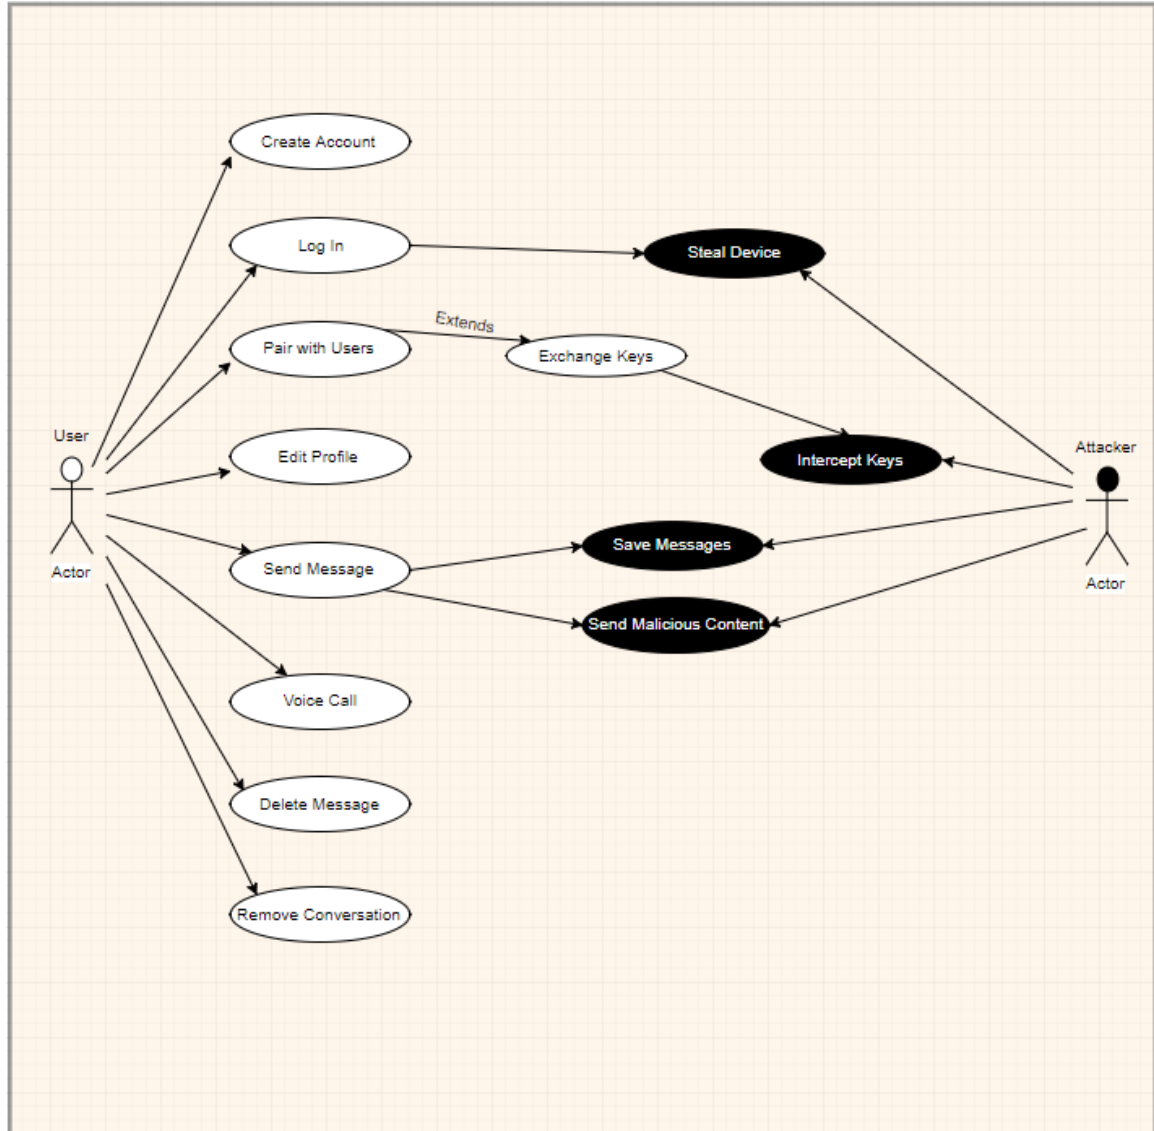 Create Account
Log In
Steal Device
Extends
Pair with Users
Exchange Keys
User
Edit Profile
Attacker
Intercept Keys
Save Messages
Send Message
Actor
Actor
Send Malicious Content
Voice Call
Delete Message
Remove Conversation